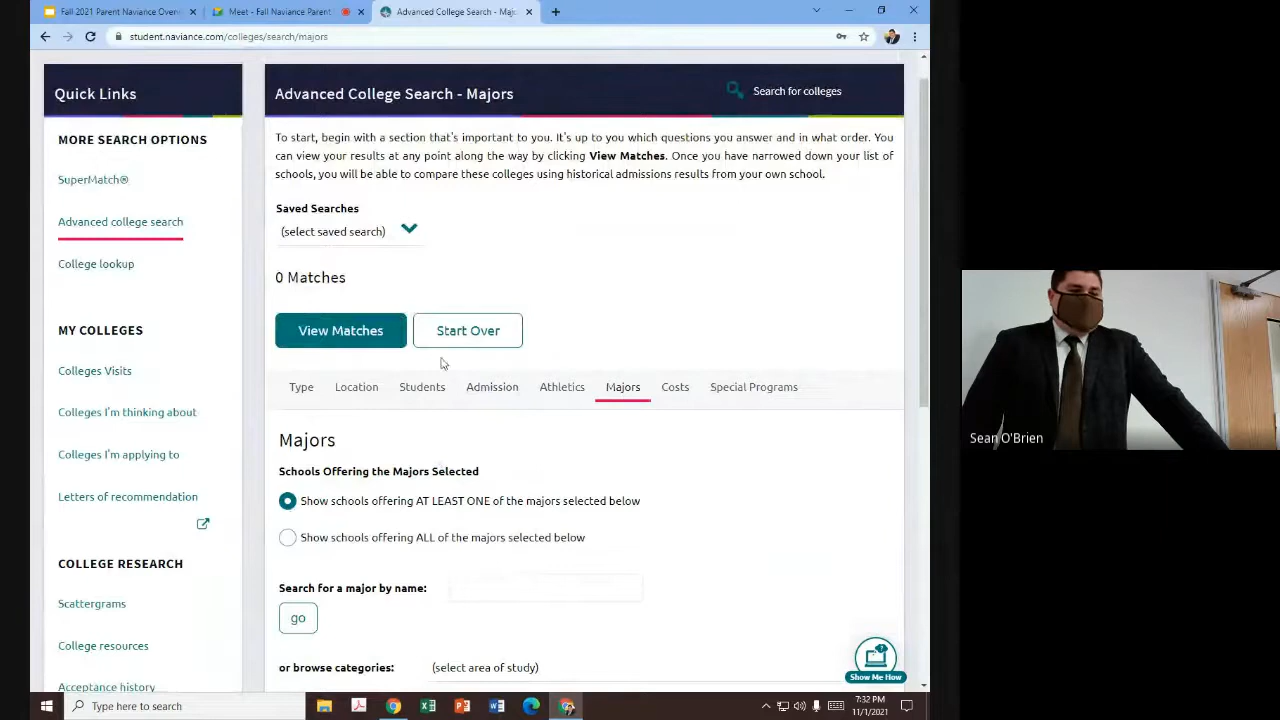 Fall-2021 Parent Naviance Overvi
Meet - Fall Naviance Parent
Advanced College Search - Majo
student.naviance.com/colleges/search/majors
Quick Links
MORE SEARCH OPTIONS
SuperMatch®
Advanced college search
College lookup
MY COLLEGES
Colleges Visits
Colleges I'm thinking about
Colleges I'm applying to
Letters of recommendation
COLLEGE RESEARCH
Scattergrams
College resources
Acceptance history
Advanced College Search - Majors
Search for colleges
To start, begin with a section that's important to you. It's up to you which questions you answer and in what order. You
can view your results at any point along the way by clicking View Matches. Once you have narrowed down your list of
schools, you will be able to compare these colleges using historical admissions results from your own school.
Saved Searches
(select saved search)
0 Matches
View Matches
Start Over
Type Location Students Admission Athletics Majors Costs Special Programs
Majors
Schools Offering the Majors Selected
Show schools offering AT LEAST ONE of the majors selected below
Show schools offering ALL of the majors selected below
Search for a major by name:
go
or browse categories: (select area of study)
Show Me How
Type here to search
7:32 PM
11/1/2021
Sean O'Brien